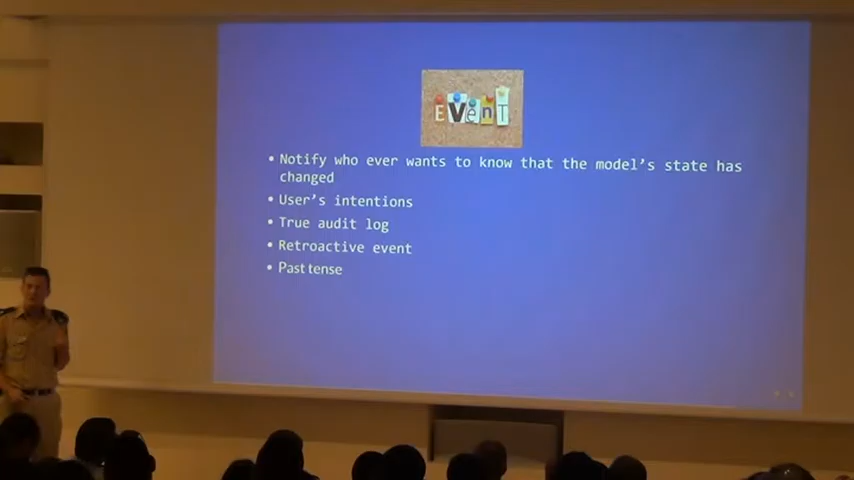 EvenT
• Notify who ever wants to know that the model's state has
changed
• User's intentions
• True audit log
• Retroactive event
• Past tense